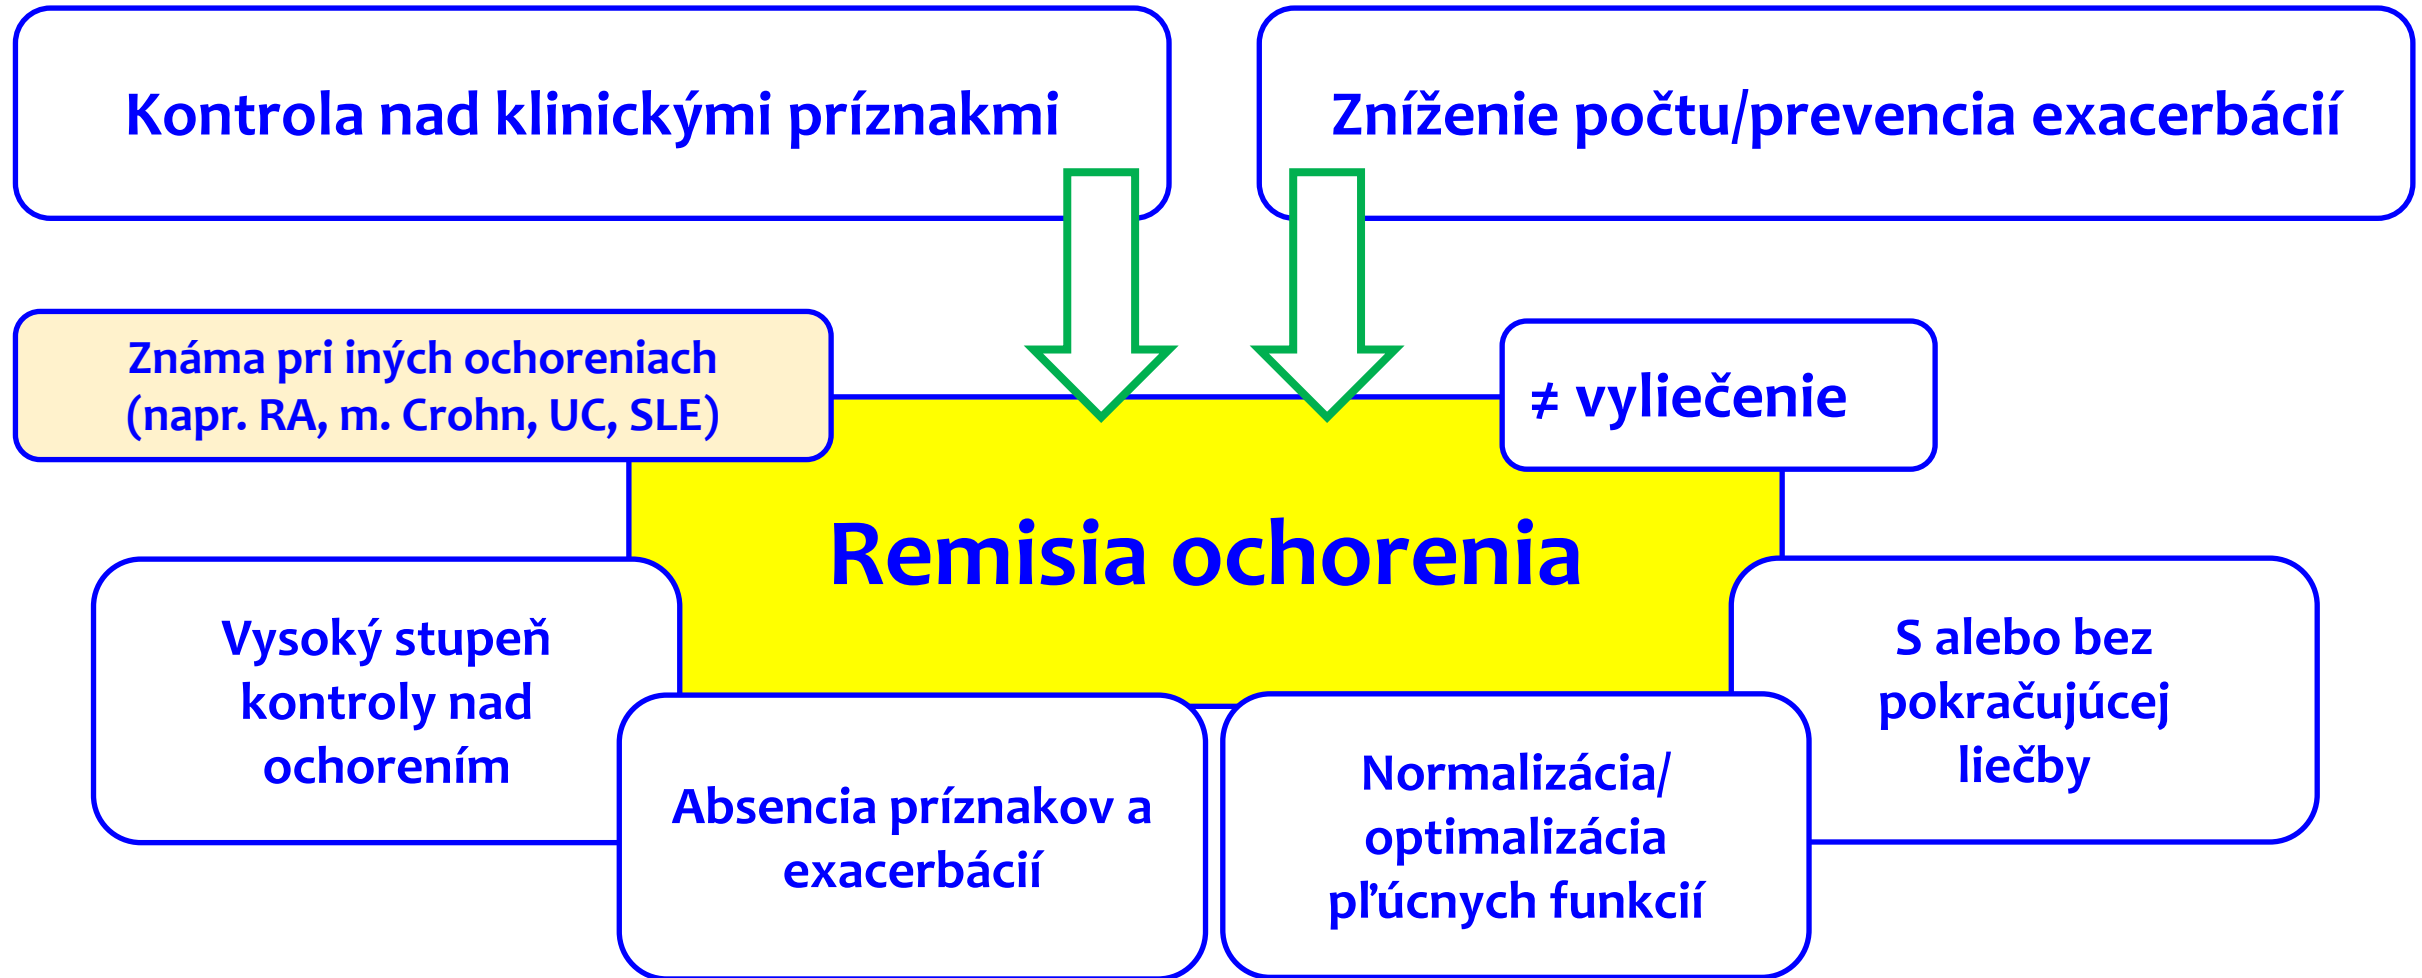 Kontrola nad klinickými príznakmi
Zníženie počtu/prevencia exacerbácií
Známa pri iných ochoreniach
(napr. RA, m. Crohn, UC, SLE)
≠ vyliečenie
Remisia ochorenia
Vysoký stupeň
kontroly nad
ochorením
Absencia príznakov a
exacerbácií
Normalizácia/
optimalizácia
pľúcnych funkcií
S alebo bez
pokračujúcej
liečby